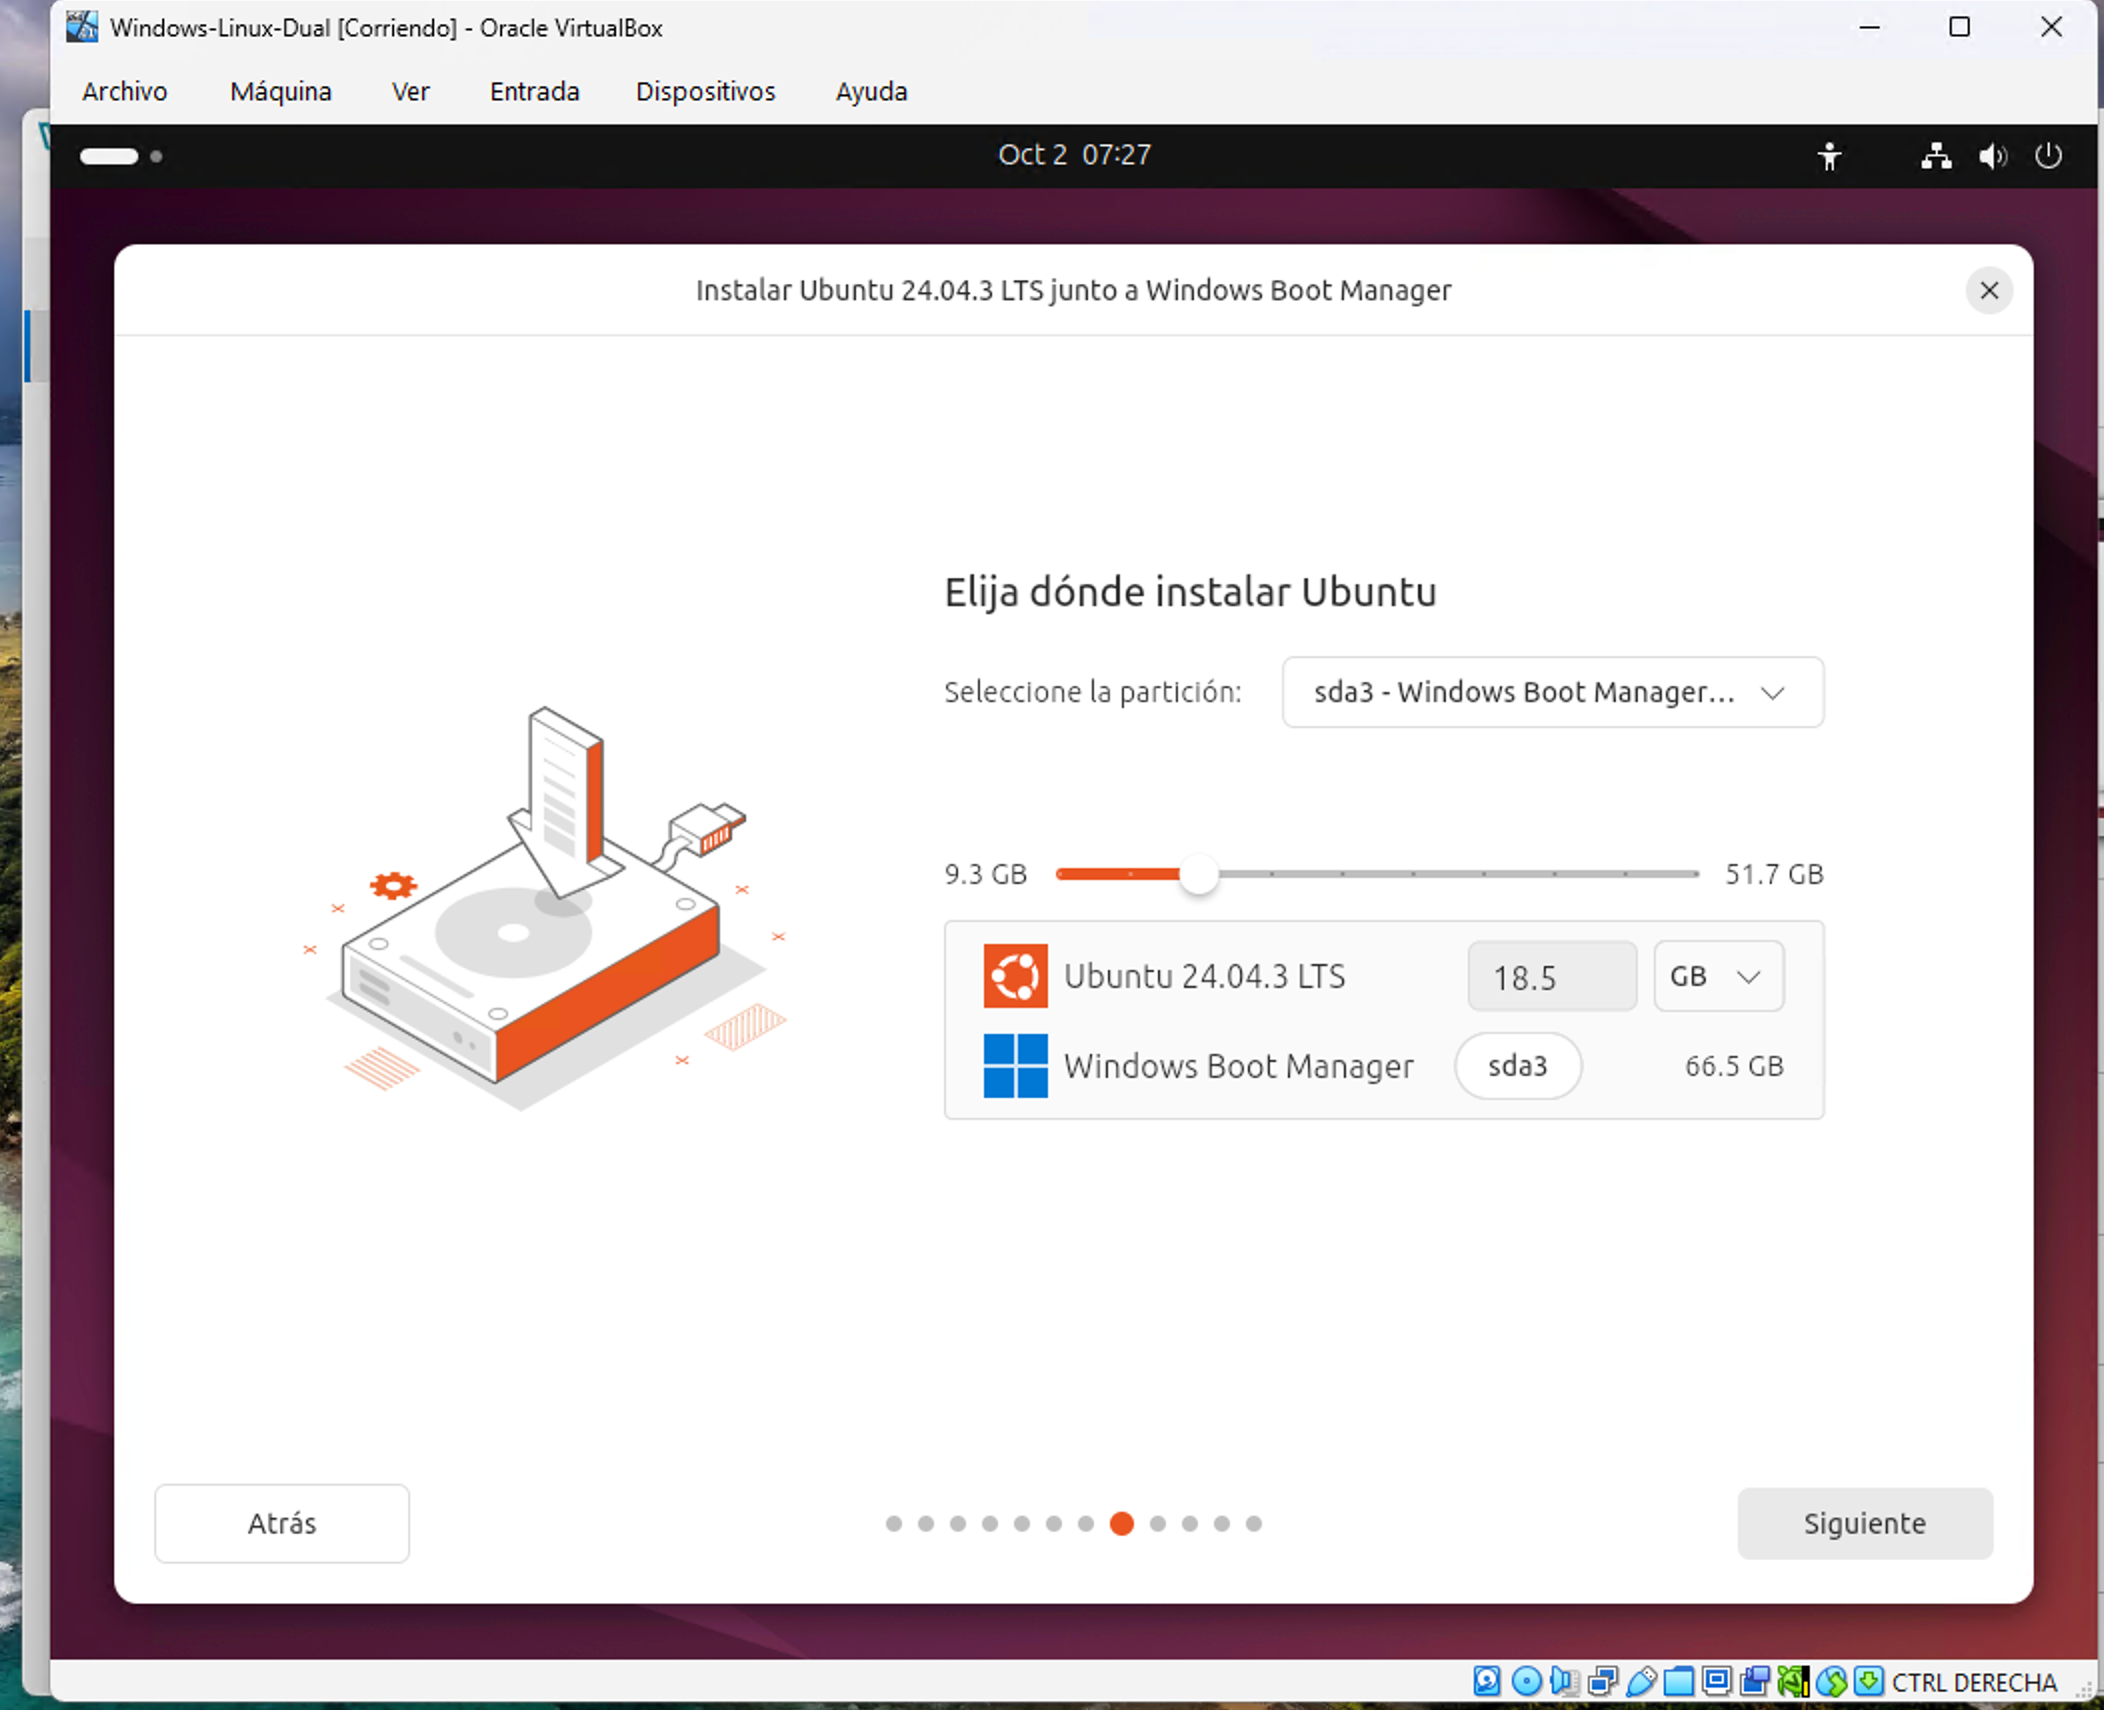 Windows-Linux-Dual [Corriendo] - Oracle VirtualBox
Archivo Máquina Ver Entrada Dispositivos Ayuda
Oct 2 07:27
Instalar Ubuntu 24.04.3 LTS junto a Windows Boot Manager
Elija dónde instalar Ubuntu
Seleccione la partición: sda3 - Windows Boot Manager...
9.3 GB 51.7 GB
Ubuntu 24.04.3 LTS 18.5 GB
Windows Boot Manager sda3 66.5 GB
Atrás Siguiente
CTRL DERECHA